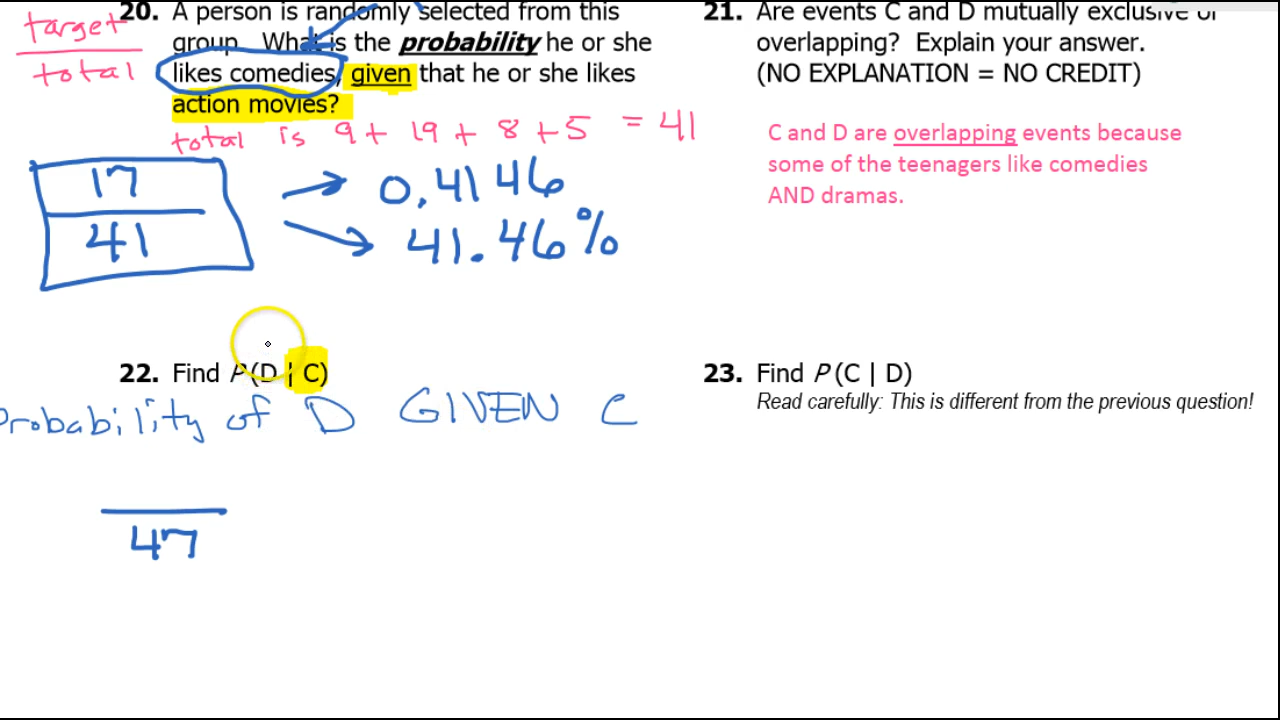 target
total
20. A person is randomly selected from this
group. What is the probability he or she
likes comedies, given that he or she likes
action movies?
total is 9 + 19 + 8 + 5 = 41
17
41
→ 0.4146
→ 41.46%
21. Are events C and D mutually exclusive or
overlapping? Explain your answer.
(NO EXPLANATION = NO CREDIT)
C and D are overlapping events because
some of the teenagers like comedies
AND dramas.
22. Find P(D | C)
Probability of D GIVEN C
47
23. Find P(C | D)
Read carefully: This is different from the previous question!